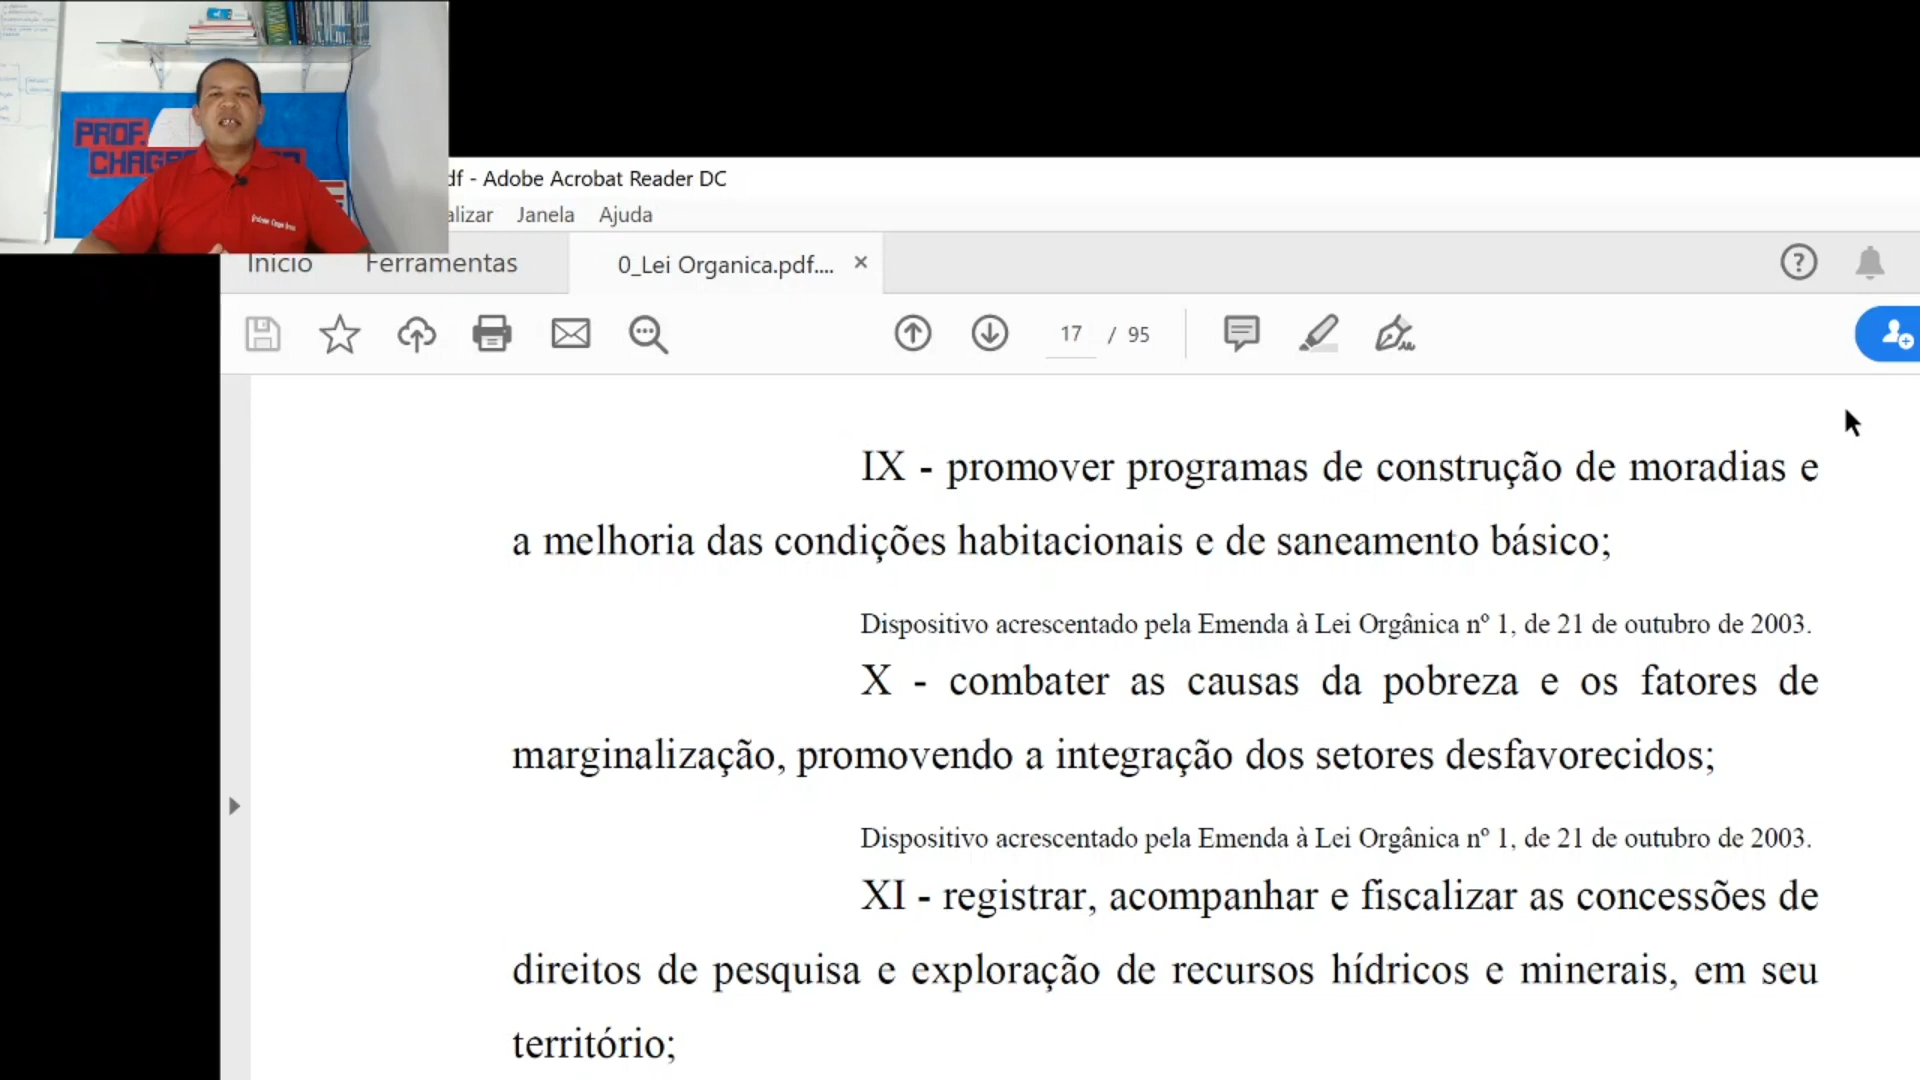 PROF.
df - Adobe Acrobat Reader DC
alizar Janela Ajuda
Início Ferramentas 0_Lei Organica.pdf.... ×
17 / 95
IX - promover programas de construção de moradias e
a melhoria das condições habitacionais e de saneamento básico;
Dispositivo acrescentado pela Emenda à Lei Orgânica nº 1, de 21 de outubro de 2003.
X - combater as causas da pobreza e os fatores de
marginalização, promovendo a integração dos setores desfavorecidos;
Dispositivo acrescentado pela Emenda à Lei Orgânica nº 1, de 21 de outubro de 2003.
XI - registrar, acompanhar e fiscalizar as concessões de
direitos de pesquisa e exploração de recursos hídricos e minerais, em seu
território;